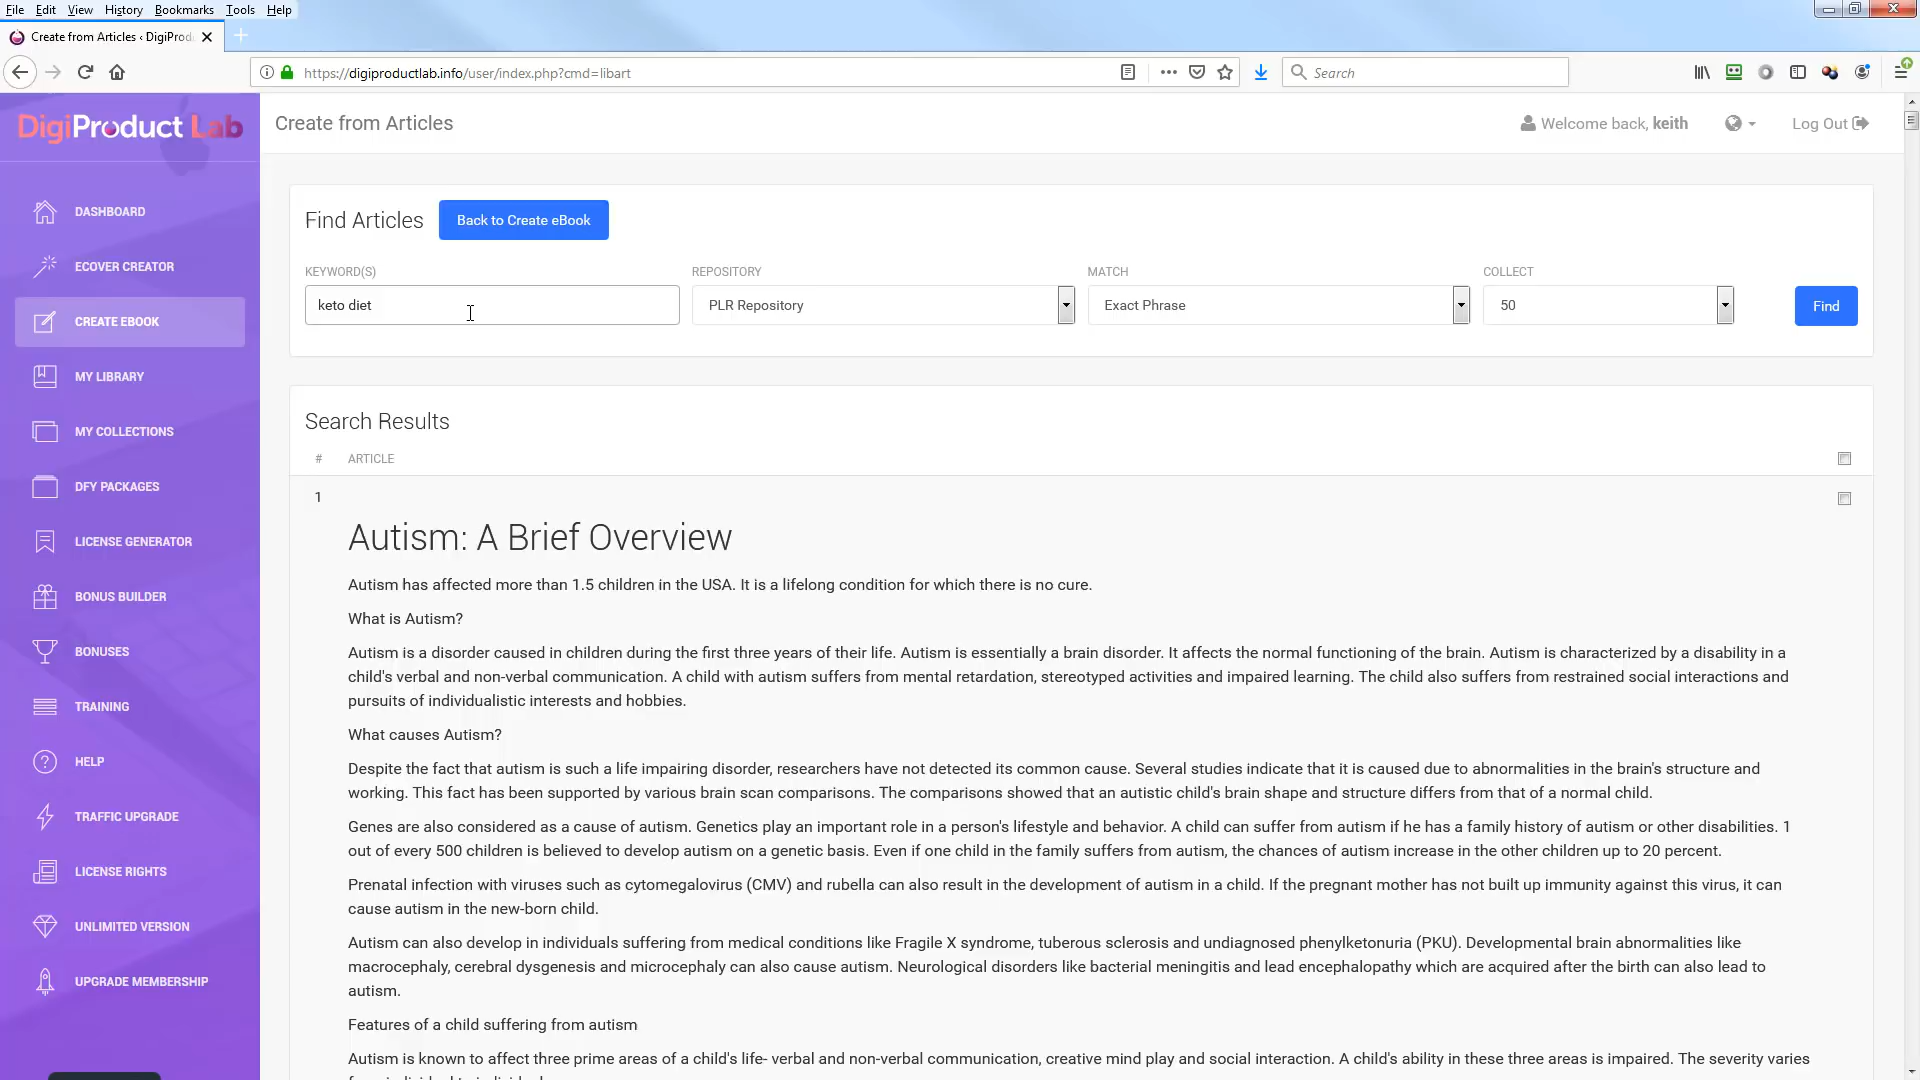 File Edit View History Bookmarks Tools Help
Create from Articles ‹ DigiProdu
https://digiproductlab.info/user/index.php?cmd=libart
Search
DigiProduct Lab
Create from Articles
Welcome back, keith
Log Out
DASHBOARD
ECOVER CREATOR
CREATE EBOOK
MY LIBRARY
MY COLLECTIONS
DFY PACKAGES
LICENSE GENERATOR
BONUS BUILDER
BONUSES
TRAINING
HELP
TRAFFIC UPGRADE
LICENSE RIGHTS
UNLIMITED VERSION
UPGRADE MEMBERSHIP
Find Articles Back to Create eBook
KEYWORD(S) REPOSITORY MATCH COLLECT
keto diet PLR Repository Exact Phrase 50 Find
Search Results
# ARTICLE
1
Autism: A Brief Overview
Autism has affected more than 1.5 children in the USA. It is a lifelong condition for which there is no cure.
What is Autism?
Autism is a disorder caused in children during the first three years of their life. Autism is essentially a brain disorder. It affects the normal functioning of the brain. Autism is characterized by a disability in a
child's verbal and non-verbal communication. A child with autism suffers from mental retardation, stereotyped activities and impaired learning. The child also suffers from restrained social interactions and
pursuits of individualistic interests and hobbies.
What causes Autism?
Despite the fact that autism is such a life impairing disorder, researchers have not detected its common cause. Several studies indicate that it is caused due to abnormalities in the brain's structure and
working. This fact has been supported by various brain scan comparisons. The comparisons showed that an autistic child's brain shape and structure differs from that of a normal child.
Genes are also considered as a cause of autism. Genetics play an important role in a person's lifestyle and behavior. A child can suffer from autism if he has a family history of autism or other disabilities. 1
out of every 500 children is believed to develop autism on a genetic basis. Even if one child in the family suffers from autism, the chances of autism increase in the other children up to 20 percent.
Prenatal infection with viruses such as cytomegalovirus (CMV) and rubella can also result in the development of autism in a child. If the pregnant mother has not built up immunity against this virus, it can
cause autism in the new-born child.
Autism can also develop in individuals suffering from medical conditions like Fragile X syndrome, tuberous sclerosis and undiagnosed phenylketonuria (PKU). Developmental brain abnormalities like
macrocephaly, cerebral dysgenesis and microcephaly can also cause autism. Neurological disorders like bacterial meningitis and lead encephalopathy which are acquired after the birth can also lead to
autism.
Features of a child suffering from autism
Autism is known to affect three prime areas of a child's life- verbal and non-verbal communication, creative mind play and social interaction. A child's ability in these three areas is impaired. The severity varies